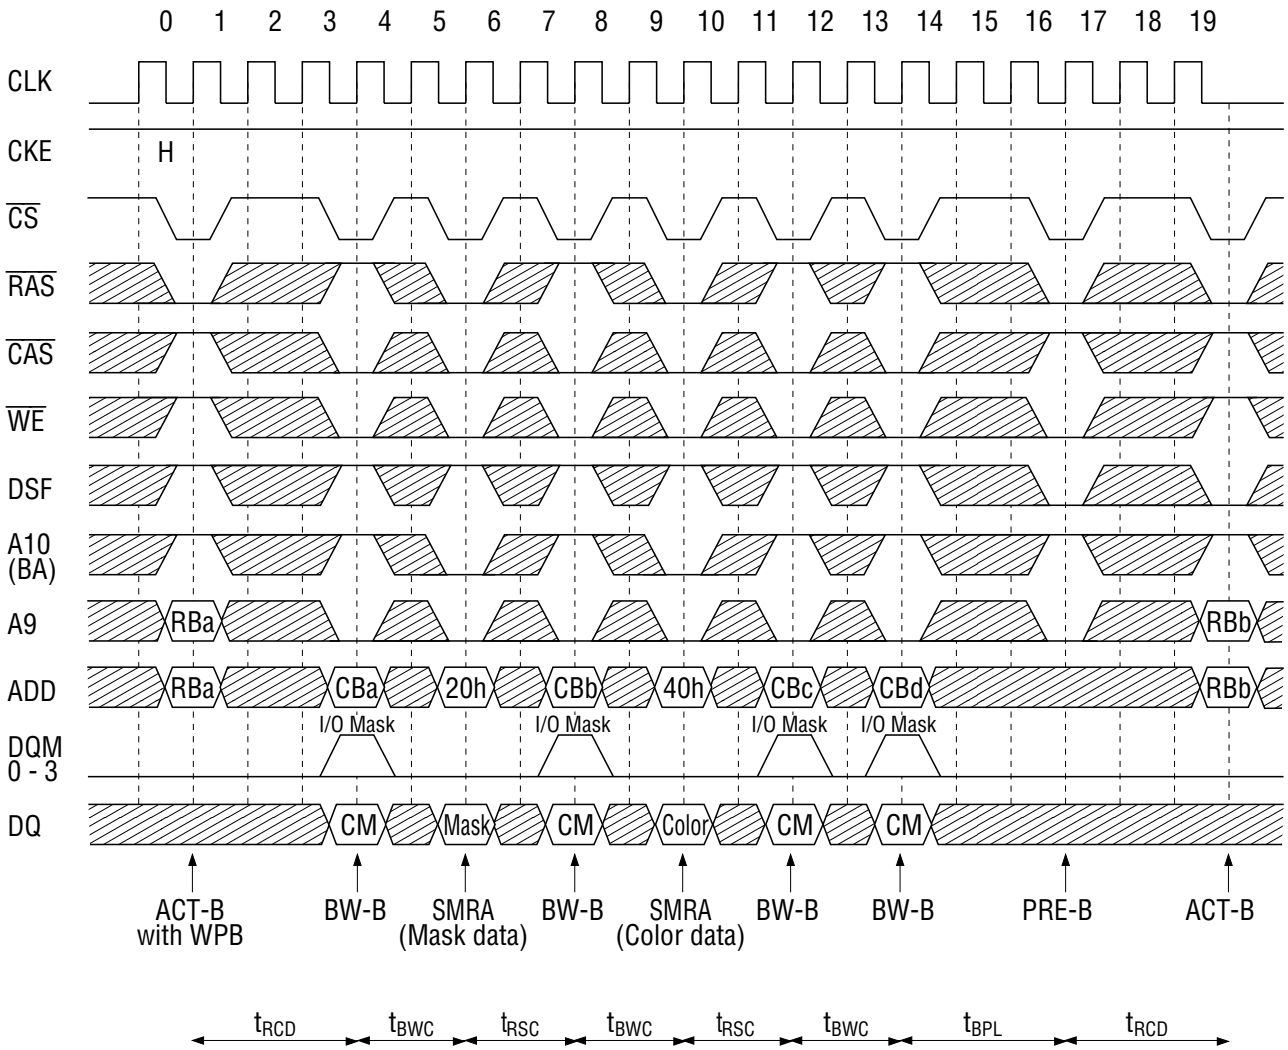 0 1 2 3 4 5 6 7 8 9 10 11 12 13 14 15 16 17 18 19
CLK
CKE H
CS
RAS
CAS
WE
DSF
A10
(BA)
A9 RBa RBb
ADD RBa CBa 20h CBb 40h CBc CBd RBb
I/O Mask I/O Mask I/O Mask I/O Mask
DQM
0 - 3
DQ CM Mask CM Color CM CM
ACT-B BW-B SMRA BW-B SMRA BW-B BW-B PRE-B ACT-B
with WPB (Mask data) (Color data)
tRCD tBWC tRSC tBWC tRSC tBWC tBPL tRCD